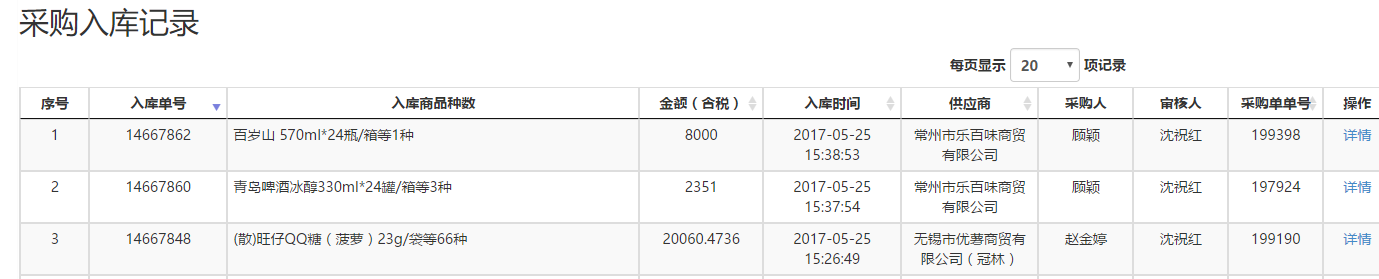 采购入库记录
每页显示 20 项记录
序号 入库单号 入库商品种数 金额（含税） 入库时间 供应商 采购人 审核人 采购单单号 操作
1 14667862 百岁山 570ml*24瓶/箱等1种 8000 2017-05-25 常州市乐百味商贸 顾颖 沈祝红 199398 详情
15:38:53 有限公司
2 14667860 青岛啤酒冰醇330ml*24罐/箱等3种 2351 2017-05-25 常州市乐百味商贸 顾颖 沈祝红 197924 详情
15:37:54 有限公司
3 14667848 (散)旺仔QQ糖（菠萝）23g/袋等66种 20060.4736 2017-05-25 无锡市优莠商贸有 赵金婷 沈祝红 199190 详情
15:26:49 限公司（冠林）